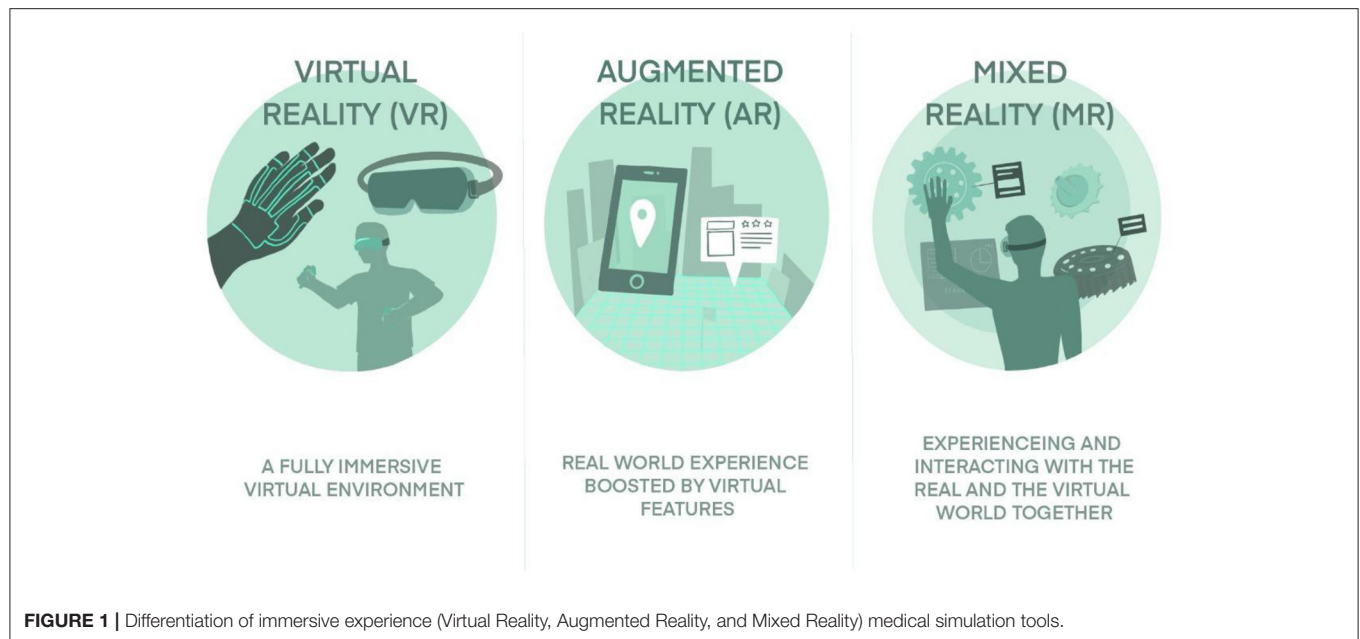 VIRTUAL
REALITY (VR)
AUGMENTED
REALITY (AR)
MIXED
REALITY (MR)
A FULLY IMMERSIVE
VIRTUAL ENVIRONMENT
REAL WORLD EXPERIENCE
BOOSTED BY VIRTUAL
FEATURES
EXPERIENCEING AND
INTERACTING WITH THE
REAL AND THE VIRTUAL
WORLD TOGETHER
FIGURE 1 | Differentiation of immersive experience (Virtual Reality, Augmented Reality, and Mixed Reality) medical simulation tools.